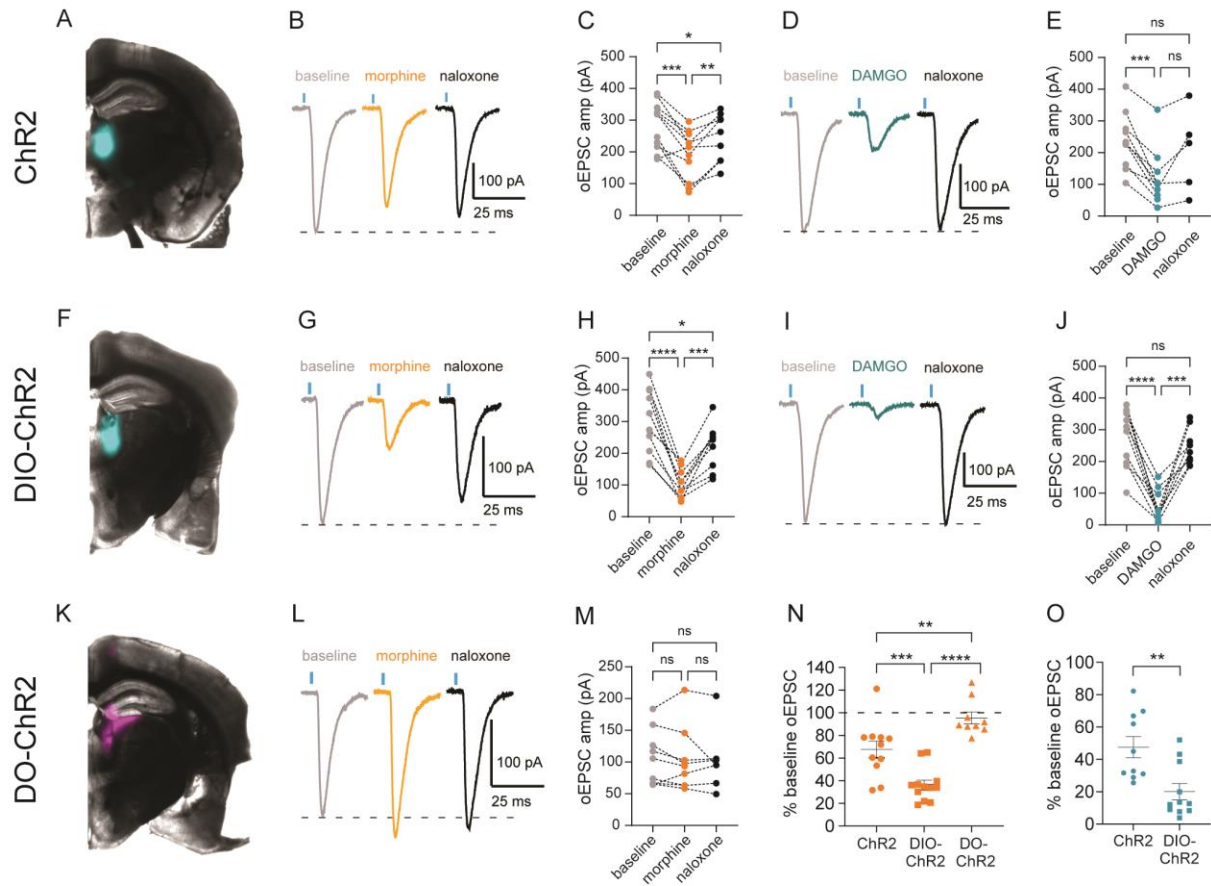 A
B
C
D
E
ChR2
baseline morphine naloxone
100 pA
25 ms
oEPSC amp (pA)
500
400
300
200
100
0
* 
*** **
baseline
morphine
naloxone
baseline DAMGO naloxone
100 pA
25 ms
oEPSC amp (pA)
500
400
300
200
100
0
ns
*** ns
baseline
DAMGO
naloxone
F
G
H
I
J
DIO-ChR2
baseline morphine naloxone
100 pA
25 ms
oEPSC amp (pA)
500
400
300
200
100
0
*
**** ***
baseline
morphine
naloxone
baseline DAMGO naloxone
100 pA
25 ms
oEPSC amp (pA)
500
400
300
200
100
0
ns
**** ***
baseline
DAMGO
naloxone
K
L
M
N
O
DO-ChR2
baseline morphine naloxone
100 pA
25 ms
oEPSC amp (pA)
250
200
150
100
50
0
ns
ns ns
baseline
morphine
naloxone
% baseline oEPSC
140
120
100
80
60
40
20
0
**
*** ****
ChR2 DIO- DO-
ChR2 ChR2
% baseline oEPSC
100
80
60
40
20
0
**
ChR2 DIO-
ChR2